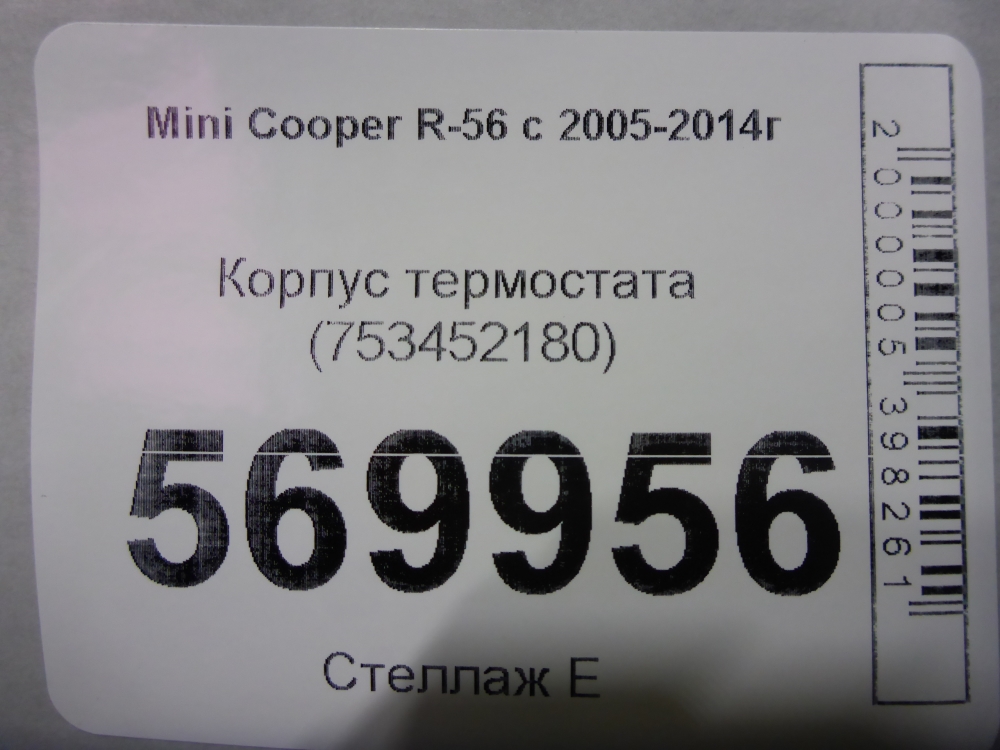 Mini Cooper R-56 с 2005-2014г
Корпус термостата
(753452180)
569956
Стеллаж Е
2000005398261